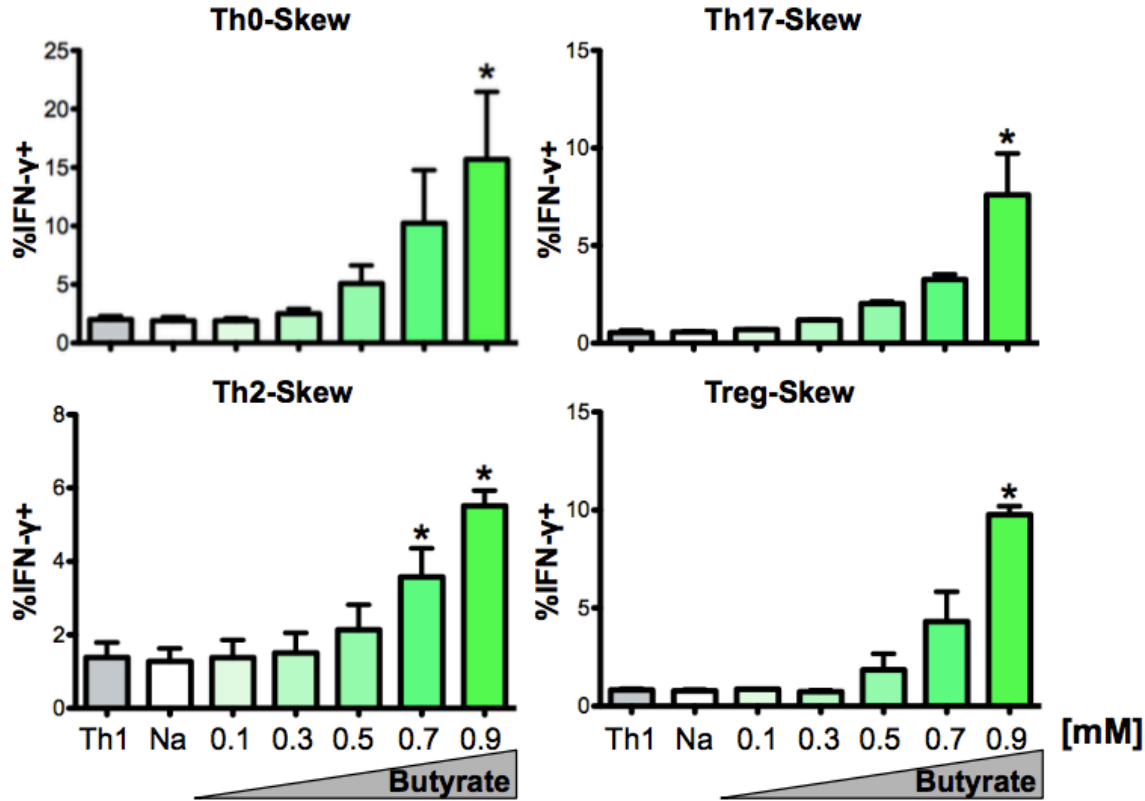 Th0-Skew
%IFN-γ+
25
20
15
10
5
0
*
Th17-Skew
%IFN-γ+
15
10
5
0
*
Th2-Skew
%IFN-γ+
8
6
4
2
0
* *
Th1 Na 0.1 0.3 0.5 0.7 0.9
Butyrate
Treg-Skew
%IFN-γ+
15
10
5
0
*
Th1 Na 0.1 0.3 0.5 0.7 0.9 [mM]
Butyrate